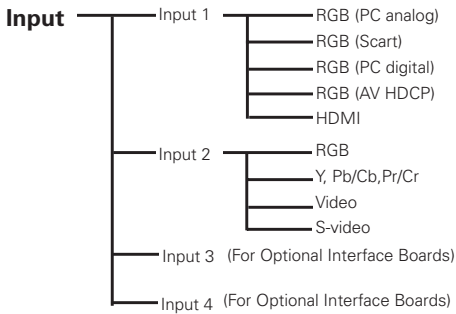 Input
Input 1
RGB (PC analog)
RGB (Scart)
RGB (PC digital)
RGB (AV HDCP)
HDMI
Input 2
RGB
Y, Pb/Cb,Pr/Cr
Video
S-video
Input 3 (For Optional Interface Boards)
Input 4 (For Optional Interface Boards)